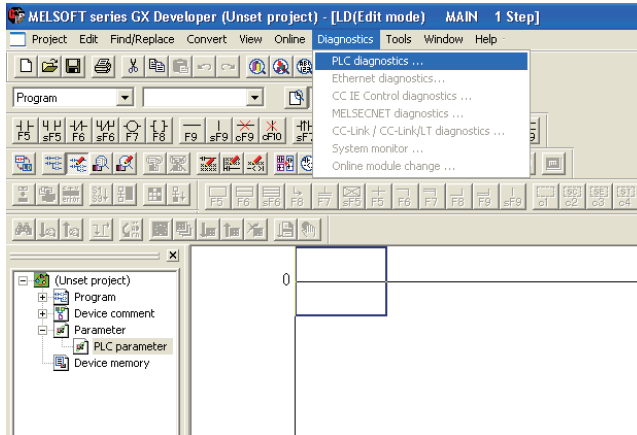 MELSOFT series GX Developer (Unset project) - [LD(Edit mode) MAIN 1 Step]
Project Edit Find/Replace Convert View Online Diagnostics Tools Window Help
PLC diagnostics ...
Ethernet diagnostics...
CC IE Control diagnostics ...
MELSECNET diagnostics ...
CC-Link / CC-Link/LT diagnostics ...
System monitor ...
Online module change ...
Program
F5 sF5 F6 sF6 F7 F8 F9 sF9 cF9 cF10 sF7
F5 F6 sF6 F8 F7 sF5 F5 F6 F7 F8 F9 sF9 c1 c2 c3 c4
0
(Unset project)
Program
Device comment
Parameter
PLC parameter
Device memory